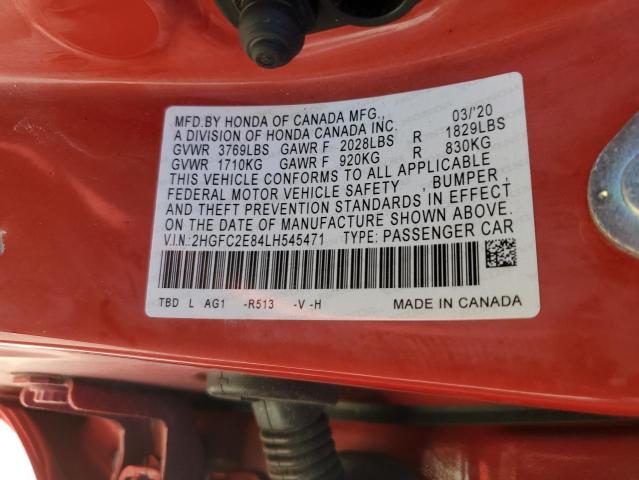 MFD.BY HONDA OF CANADA MFG., 03/'20
A DIVISION OF HONDA CANADA INC.
GVWR 3769LBS GAWR F 2028LBS R 1829LBS
GVWR 1710KG GAWR F 920KG R 830KG
THIS VEHICLE CONFORMS TO ALL APPLICABLE
FEDERAL MOTOR VEHICLE SAFETY , BUMPER ,
AND THEFT PREVENTION STANDARDS IN EFFECT
ON THE DATE OF MANUFACTURE SHOWN ABOVE.
V.I.N.:2HGFC2E84LH545471 TYPE: PASSENGER CAR
TBD L AG1 -R513 -V -H MADE IN CANADA